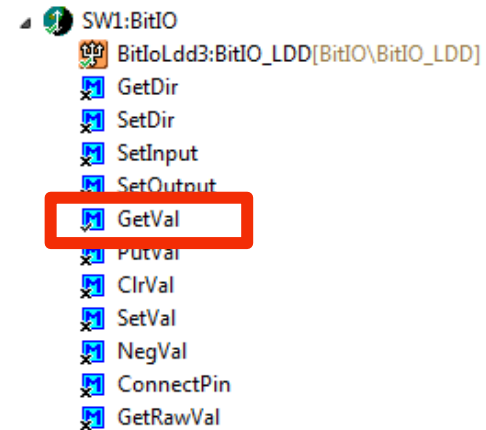 SW1:BitIO
BitIoLdd3:BitIO_LDD[BitIO\BitIO_LDD]
GetDir
SetDir
SetInput
SetOutput
GetVal
PutVal
ClrVal
SetVal
NegVal
ConnectPin
GetRawVal